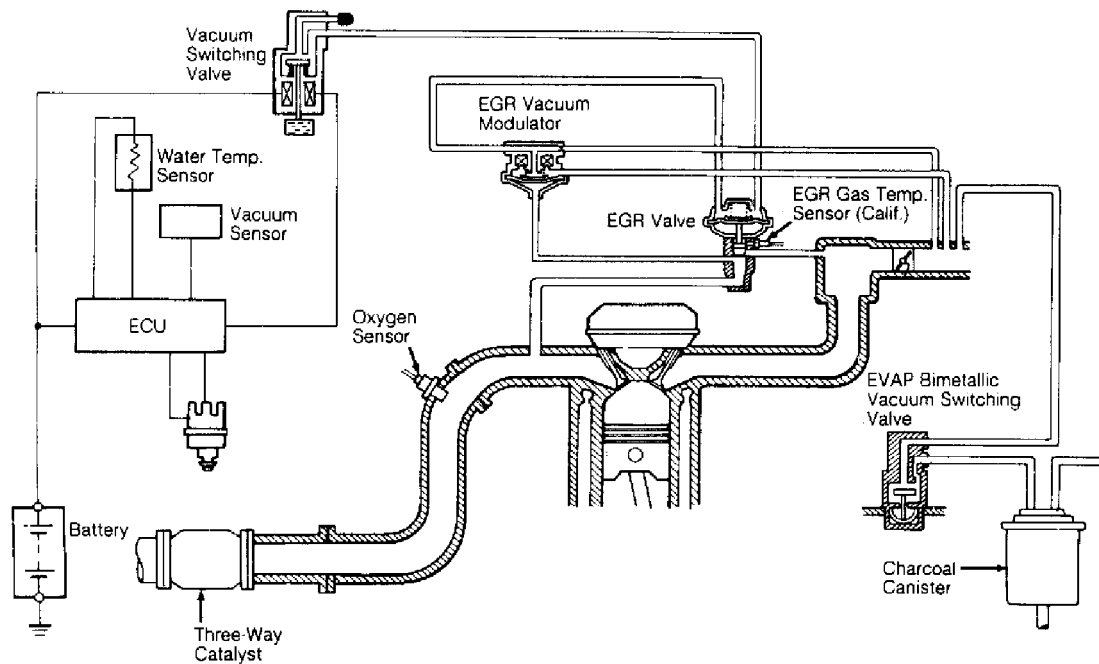 Vacuum
Switching
Valve
EGR Vacuum
Modulator
Water Temp.
Sensor
EGR Gas Temp.
Sensor (Calif.)
EGR Valve
Vacuum
Sensor
ECU
Oxygen
Sensor
EVAP Bimetallic
Vacuum Switching
Valve
Battery
Charcoal
Canister
Three-Way
Catalyst